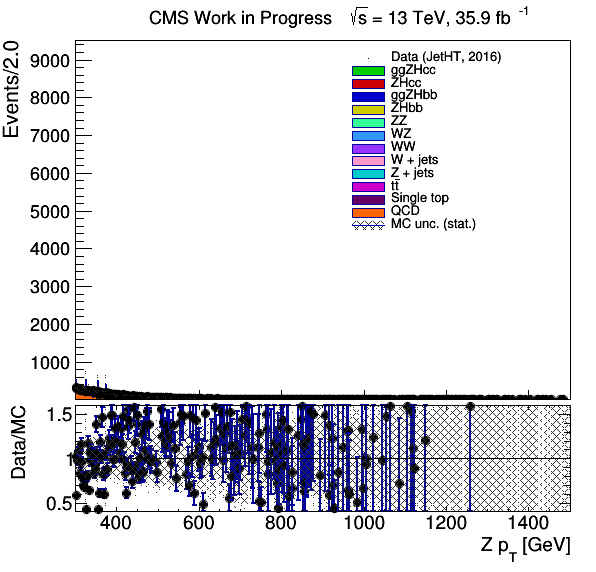 CMS Work in Progress √s = 13 TeV, 35.9 fb -1
Events/2.0
9000
8000
7000
6000
5000
4000
3000
2000
1000
Data (JetHT, 2016)
ggZHcc
ZHcc
ggZHbb
ZHbb
ZZ
WZ
WW
W + jets
Z + jets
tt̄
Single top
QCD
MC unc. (stat.)
Data/MC
1.5
1
0.5
400 600 800 1000 1200 1400
Z pT [GeV]